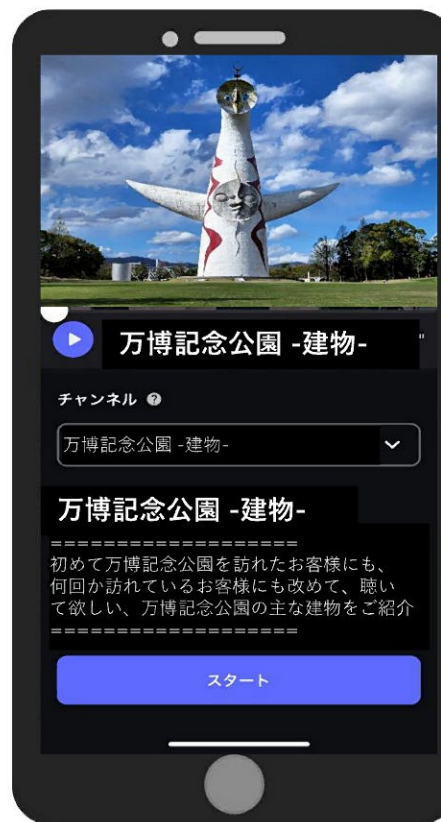 万博記念公園 -建物-
"
チャンネル ?
万博記念公園 -建物-
万博記念公園 -建物-
===================
初めて万博記念公園を訪れたお客様にも、
何回か訪れているお客様にも改めて、聴い
て欲しい、万博記念公園の主な建物をご紹介
===================
スタート